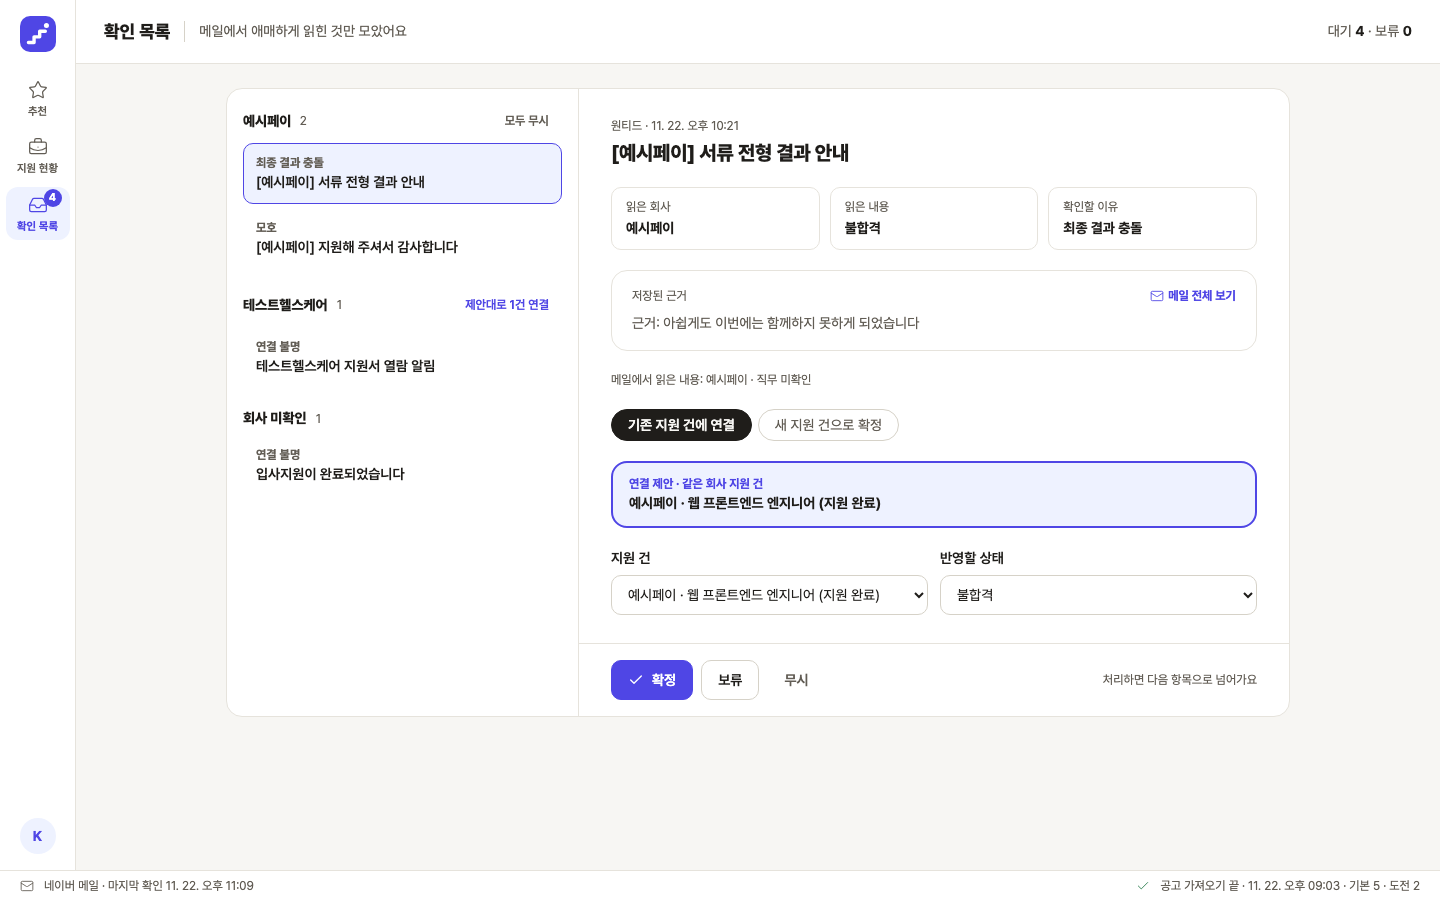 확인 목록
메일에서 애매하게 읽힌 것만 모았어요
대기 4 · 보류 0
추천
지원 현황
4
확인 목록
예시페이 2
모두 무시
최종 결과 충돌
[예시페이] 서류 전형 결과 안내
모호
[예시페이] 지원해 주셔서 감사합니다
테스트헬스케어 1
제안대로 1건 연결
연결 불명
테스트헬스케어 지원서 열람 알림
회사 미확인 1
연결 불명
입사지원이 완료되었습니다
원티드 · 11. 22. 오후 10:21
[예시페이] 서류 전형 결과 안내
읽은 회사
예시페이
읽은 내용
불합격
확인할 이유
최종 결과 충돌
저장된 근거
메일 전체 보기
근거: 아쉽게도 이번에는 함께하지 못하게 되었습니다
메일에서 읽은 내용: 예시페이 · 직무 미확인
기존 지원 건에 연결
새 지원 건으로 확정
연결 제안 · 같은 회사 지원 건
예시페이 · 웹 프론트엔드 엔지니어 (지원 완료)
지원 건
예시페이 · 웹 프론트엔드 엔지니어 (지원 완료)
반영할 상태
불합격
확정
보류
무시
처리하면 다음 항목으로 넘어가요
K
네이버 메일 · 마지막 확인 11. 22. 오후 11:09
공고 가져오기 끝 · 11. 22. 오후 09:03 · 기본 5 · 도전 2